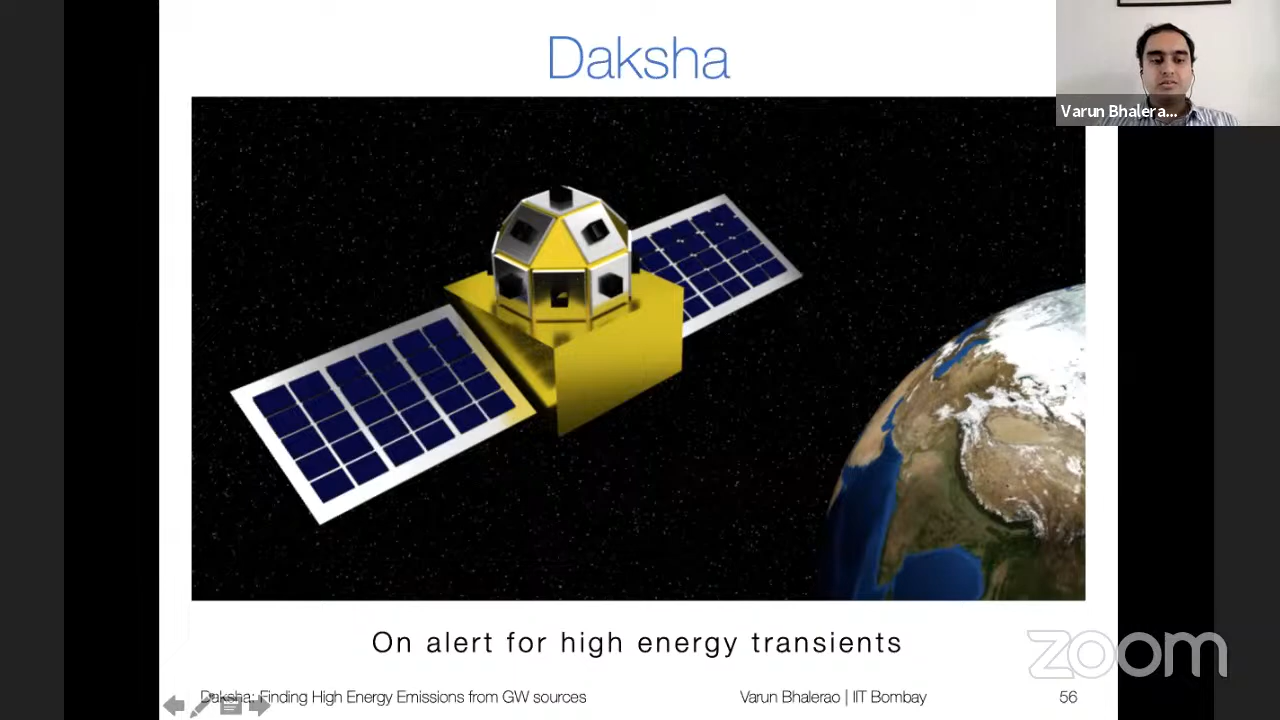 Daksha
Varun Bhalera...
On alert for high energy transients
zoom
Daksha: Finding High Energy Emissions from GW sources
Varun Bhalerao | IIT Bombay
56